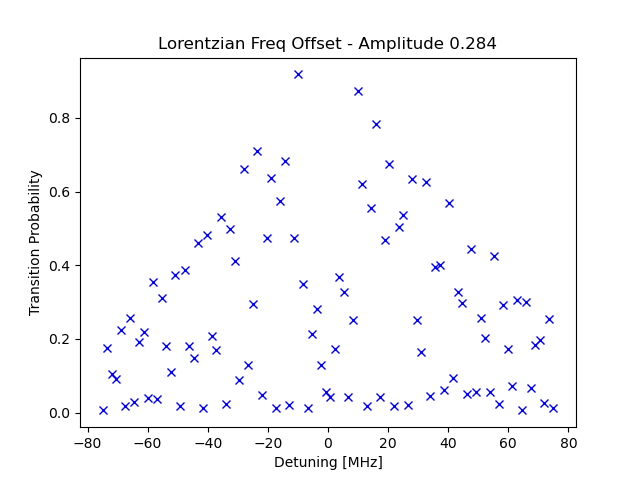 Lorentzian Freq Offset - Amplitude 0.284
Transition Probability
0.8
0.6
0.4
0.2
0.0
−80 −60 −40 −20 0 20 40 60 80
Detuning [MHz]